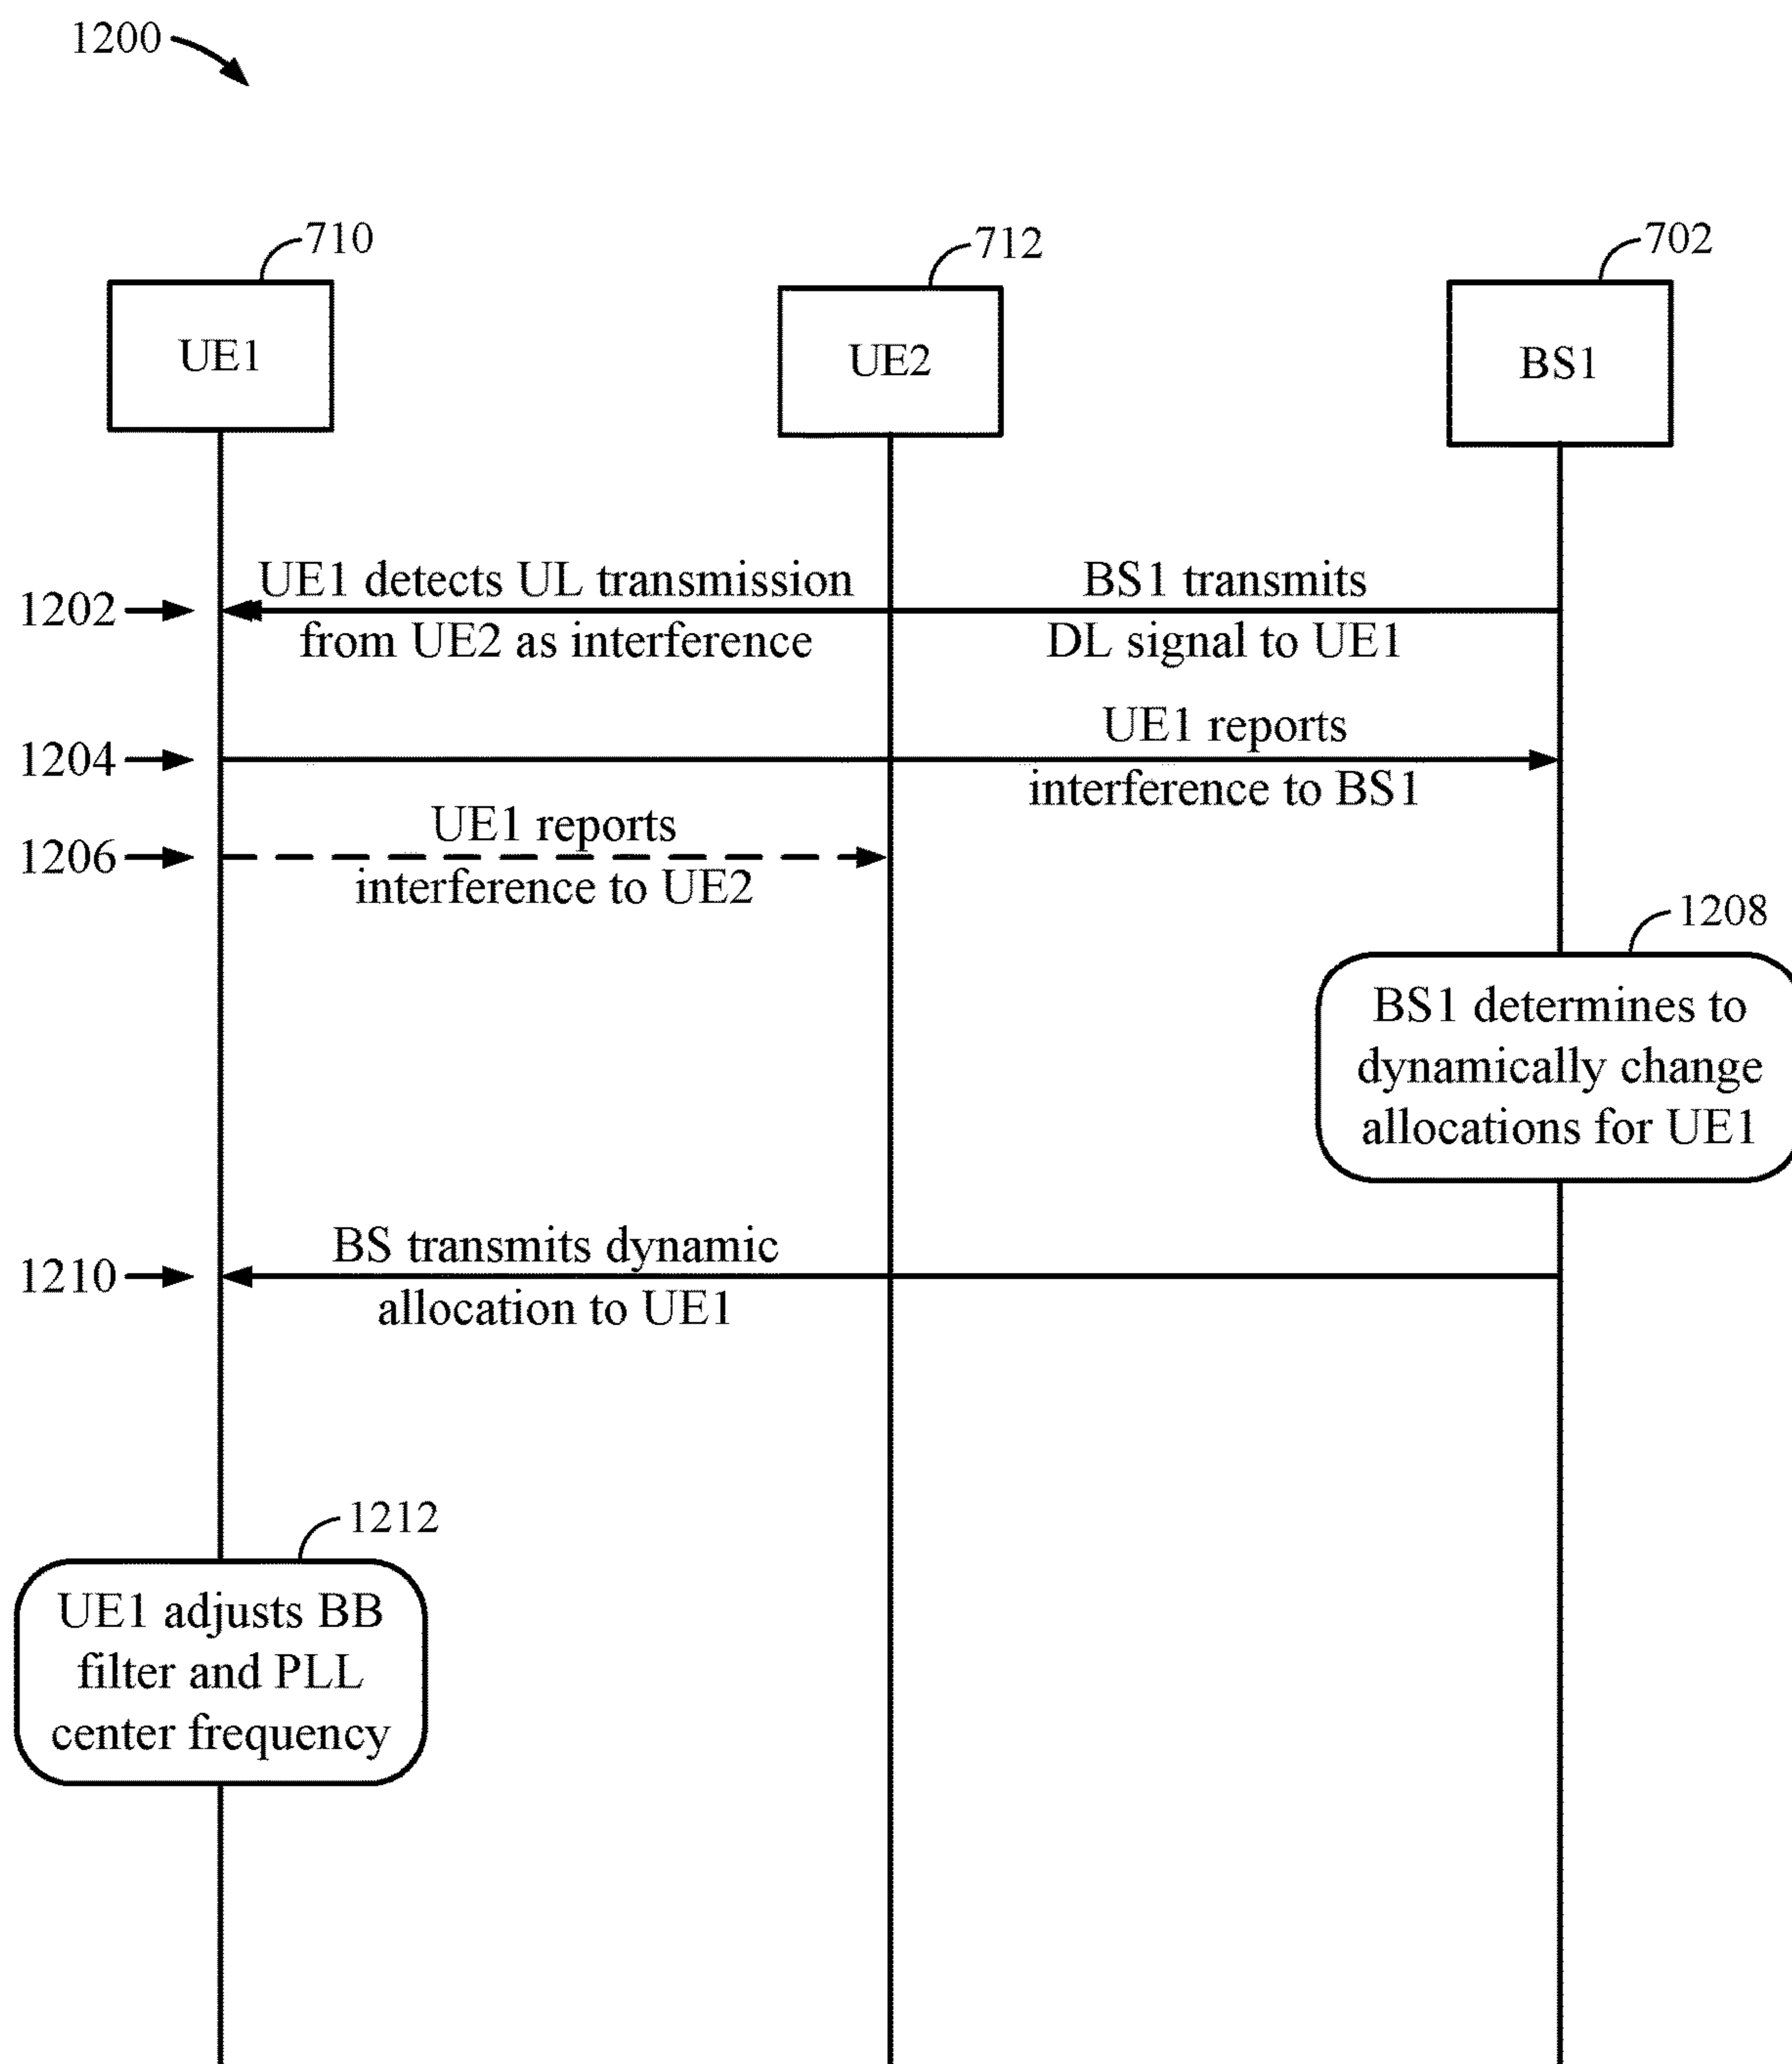 1200
710
712
702
UE1
UE2
BS1
UE1 detects UL transmission
from UE2 as interference
BS1 transmits
DL signal to UE1
1202
UE1 reports
interference to BS1
1204
UE1 reports
interference to UE2
1206
1208
BS1 determines to
dynamically change
allocations for UE1
BS transmits dynamic
allocation to UE1
1210
1212
UE1 adjusts BB
filter and PLL
center frequency